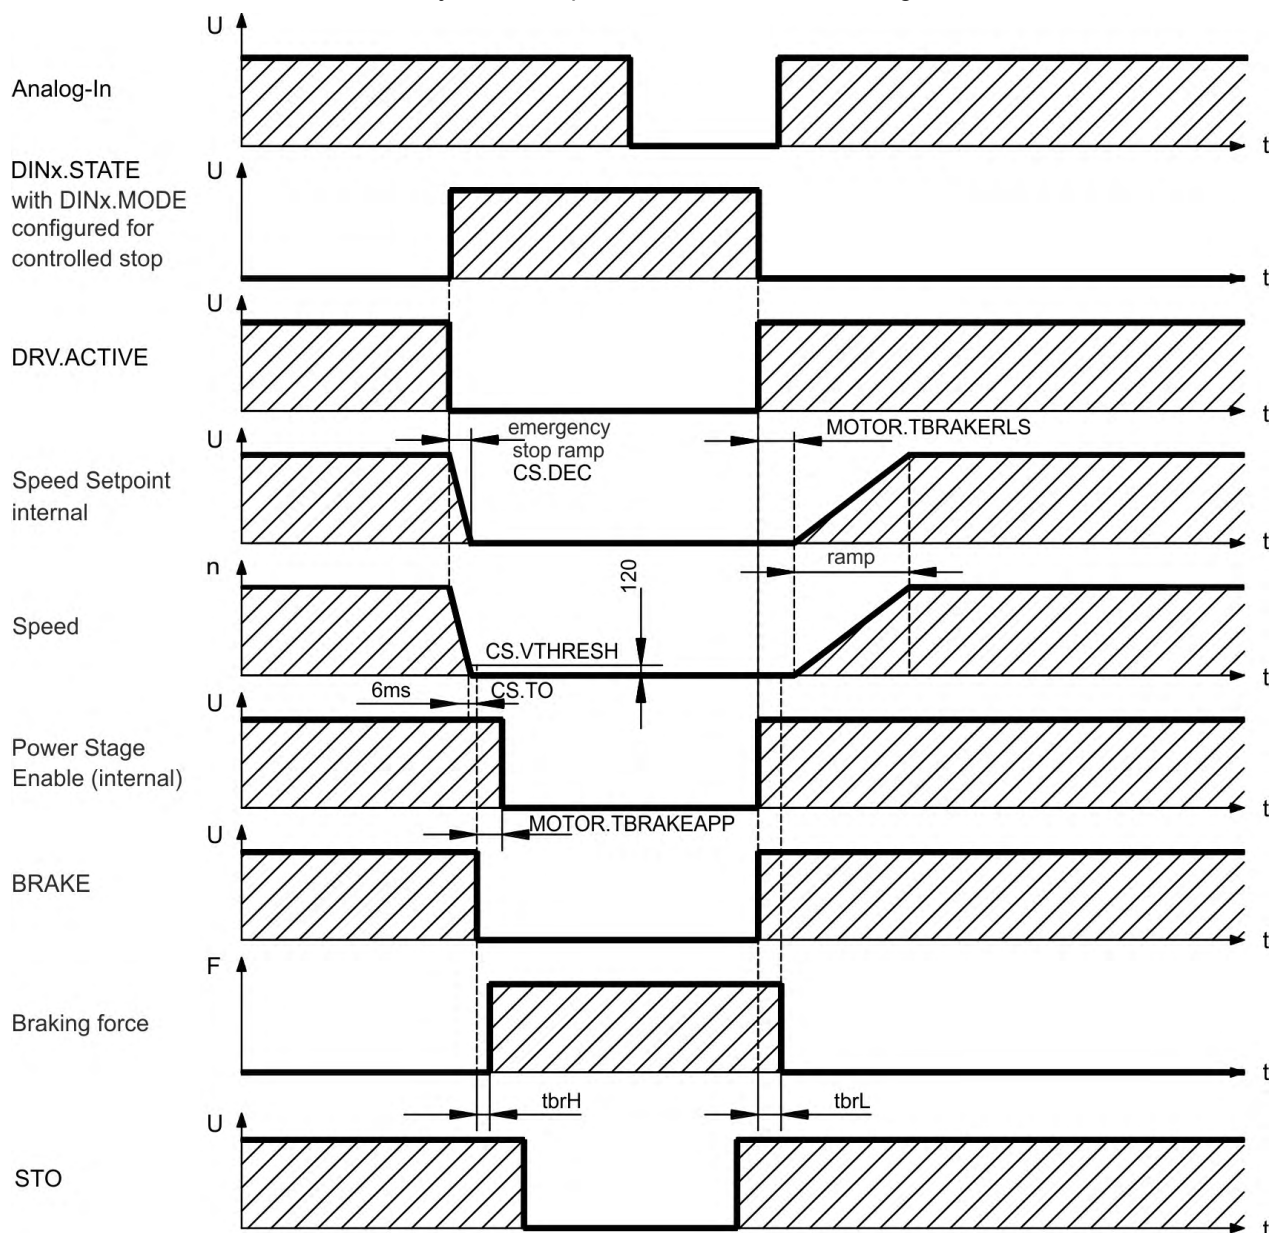 U
Analog-In
t
DINx.STATE
U
with DINx.MODE
configured for
controlled stop
t
U
DRV.ACTIVE
t
emergency
stop ramp
CS.DEC
MOTOR.TBRAKERLS
U
Speed Setpoint
internal
t
n
120
ramp
Speed
CS.VTHRESH
t
6ms
CS.TO
U
Power Stage
Enable (internal)
t
MOTOR.TBRAKEAPP
U
BRAKE
t
F
Braking force
t
tbrH
tbrL
U
STO
t